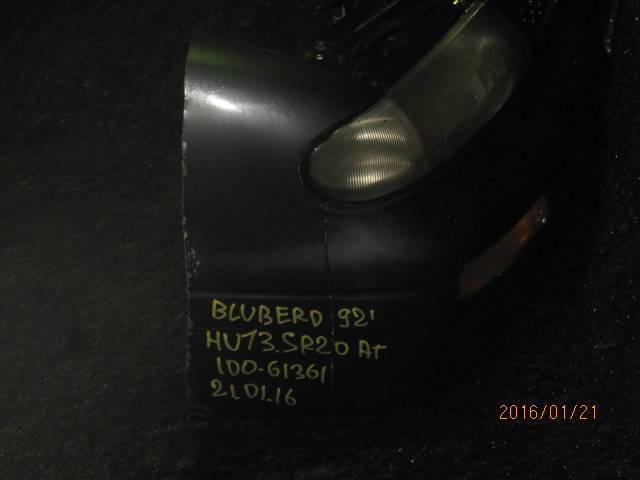 BLUBERD 92'
HU13.SR20 AT
100-61361
21.01.16
2016/01/21